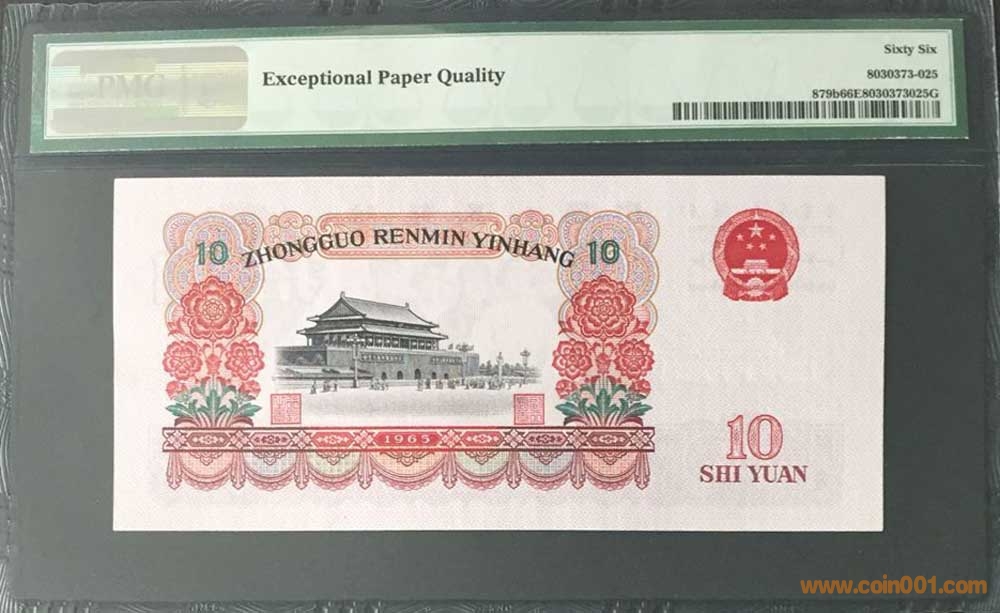 PMG
Exceptional Paper Quality
Sixty Six
8030373-025
879b66E8030373025G
10 ZHONGGUO RENMIN YINHANG 10
1965
10
SHI YUAN
www.coin001.com